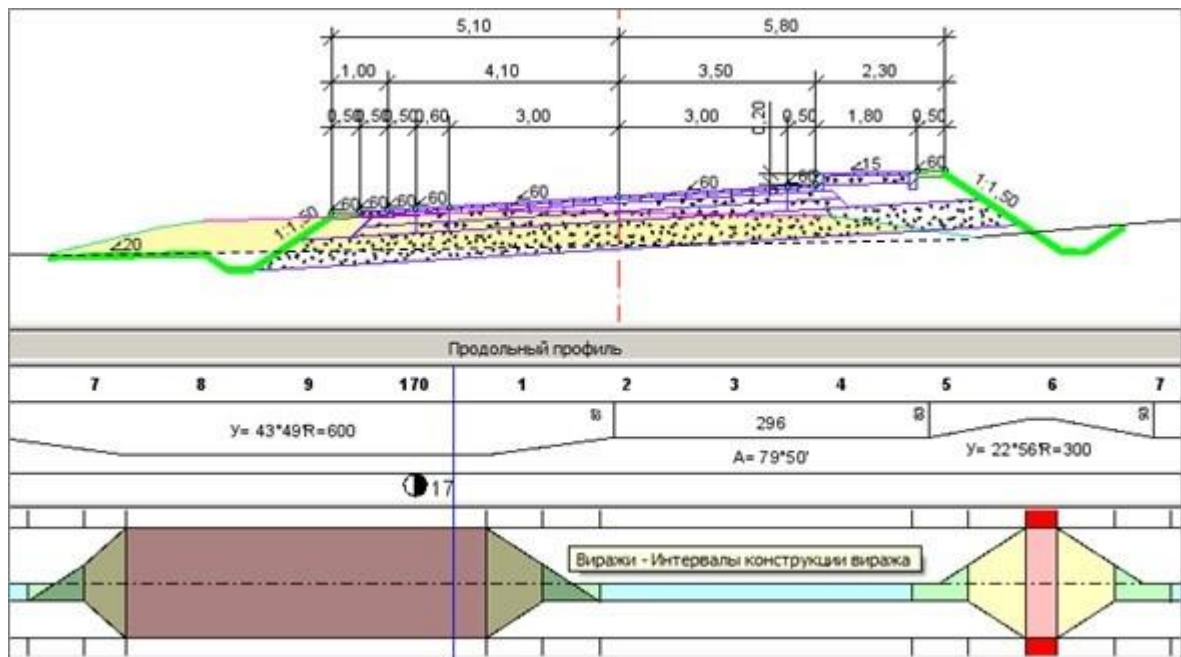 5,10 5,80
1,00 4,10 3,50 2,30
0,50 0,50 0,50 0,60 3,00 3,00 0,20 0,50 1,80 0,50
∠60 ∠60 ∠60 ∠60 ∠60 ∠60 ∠60 ∠15 ∠60
1:1,50 1:1,50
∠20
Продольный профиль
7 8 9 170 1 2 3 4 5 6 7
У= 43°49'R=600 296 У= 22°56'R=300
А= 79°50'
17
Виражи - Интервалы конструкции виража